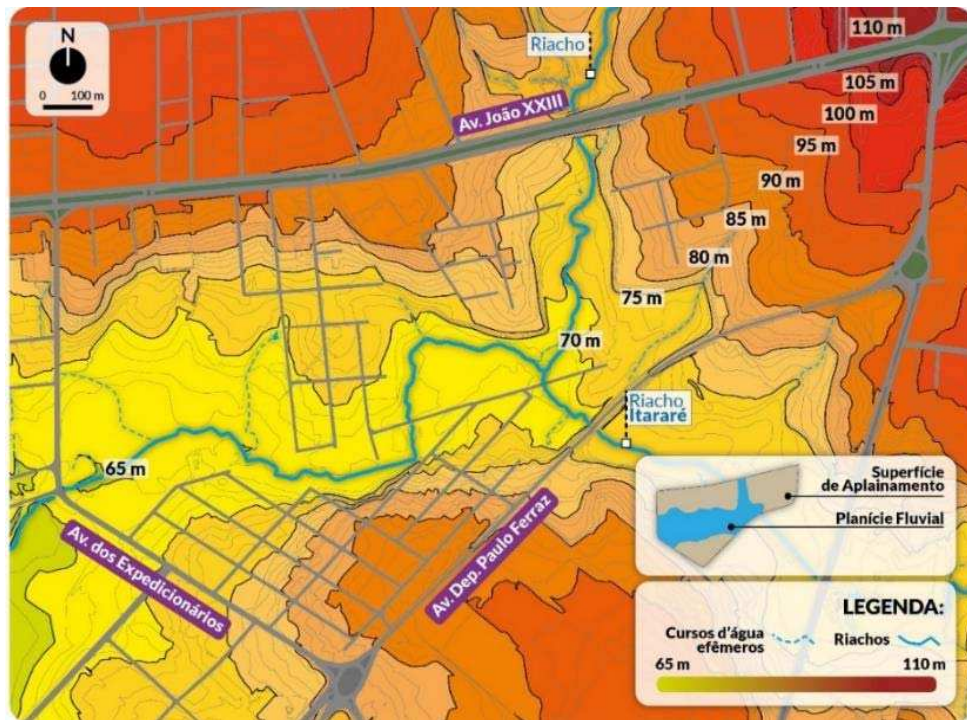 N
0 100 m
Riacho
Av. João XXIII
110 m
105 m
100 m
95 m
90 m
85 m
80 m
75 m
70 m
Riacho
Itararé
65 m
Av. dos Expedicionários
Av. Dep. Paulo Ferraz
Superfície
de Aplainamento
Planície Fluvial
LEGENDA:
Cursos d'água
efêmeros
Riachos
65 m
110 m